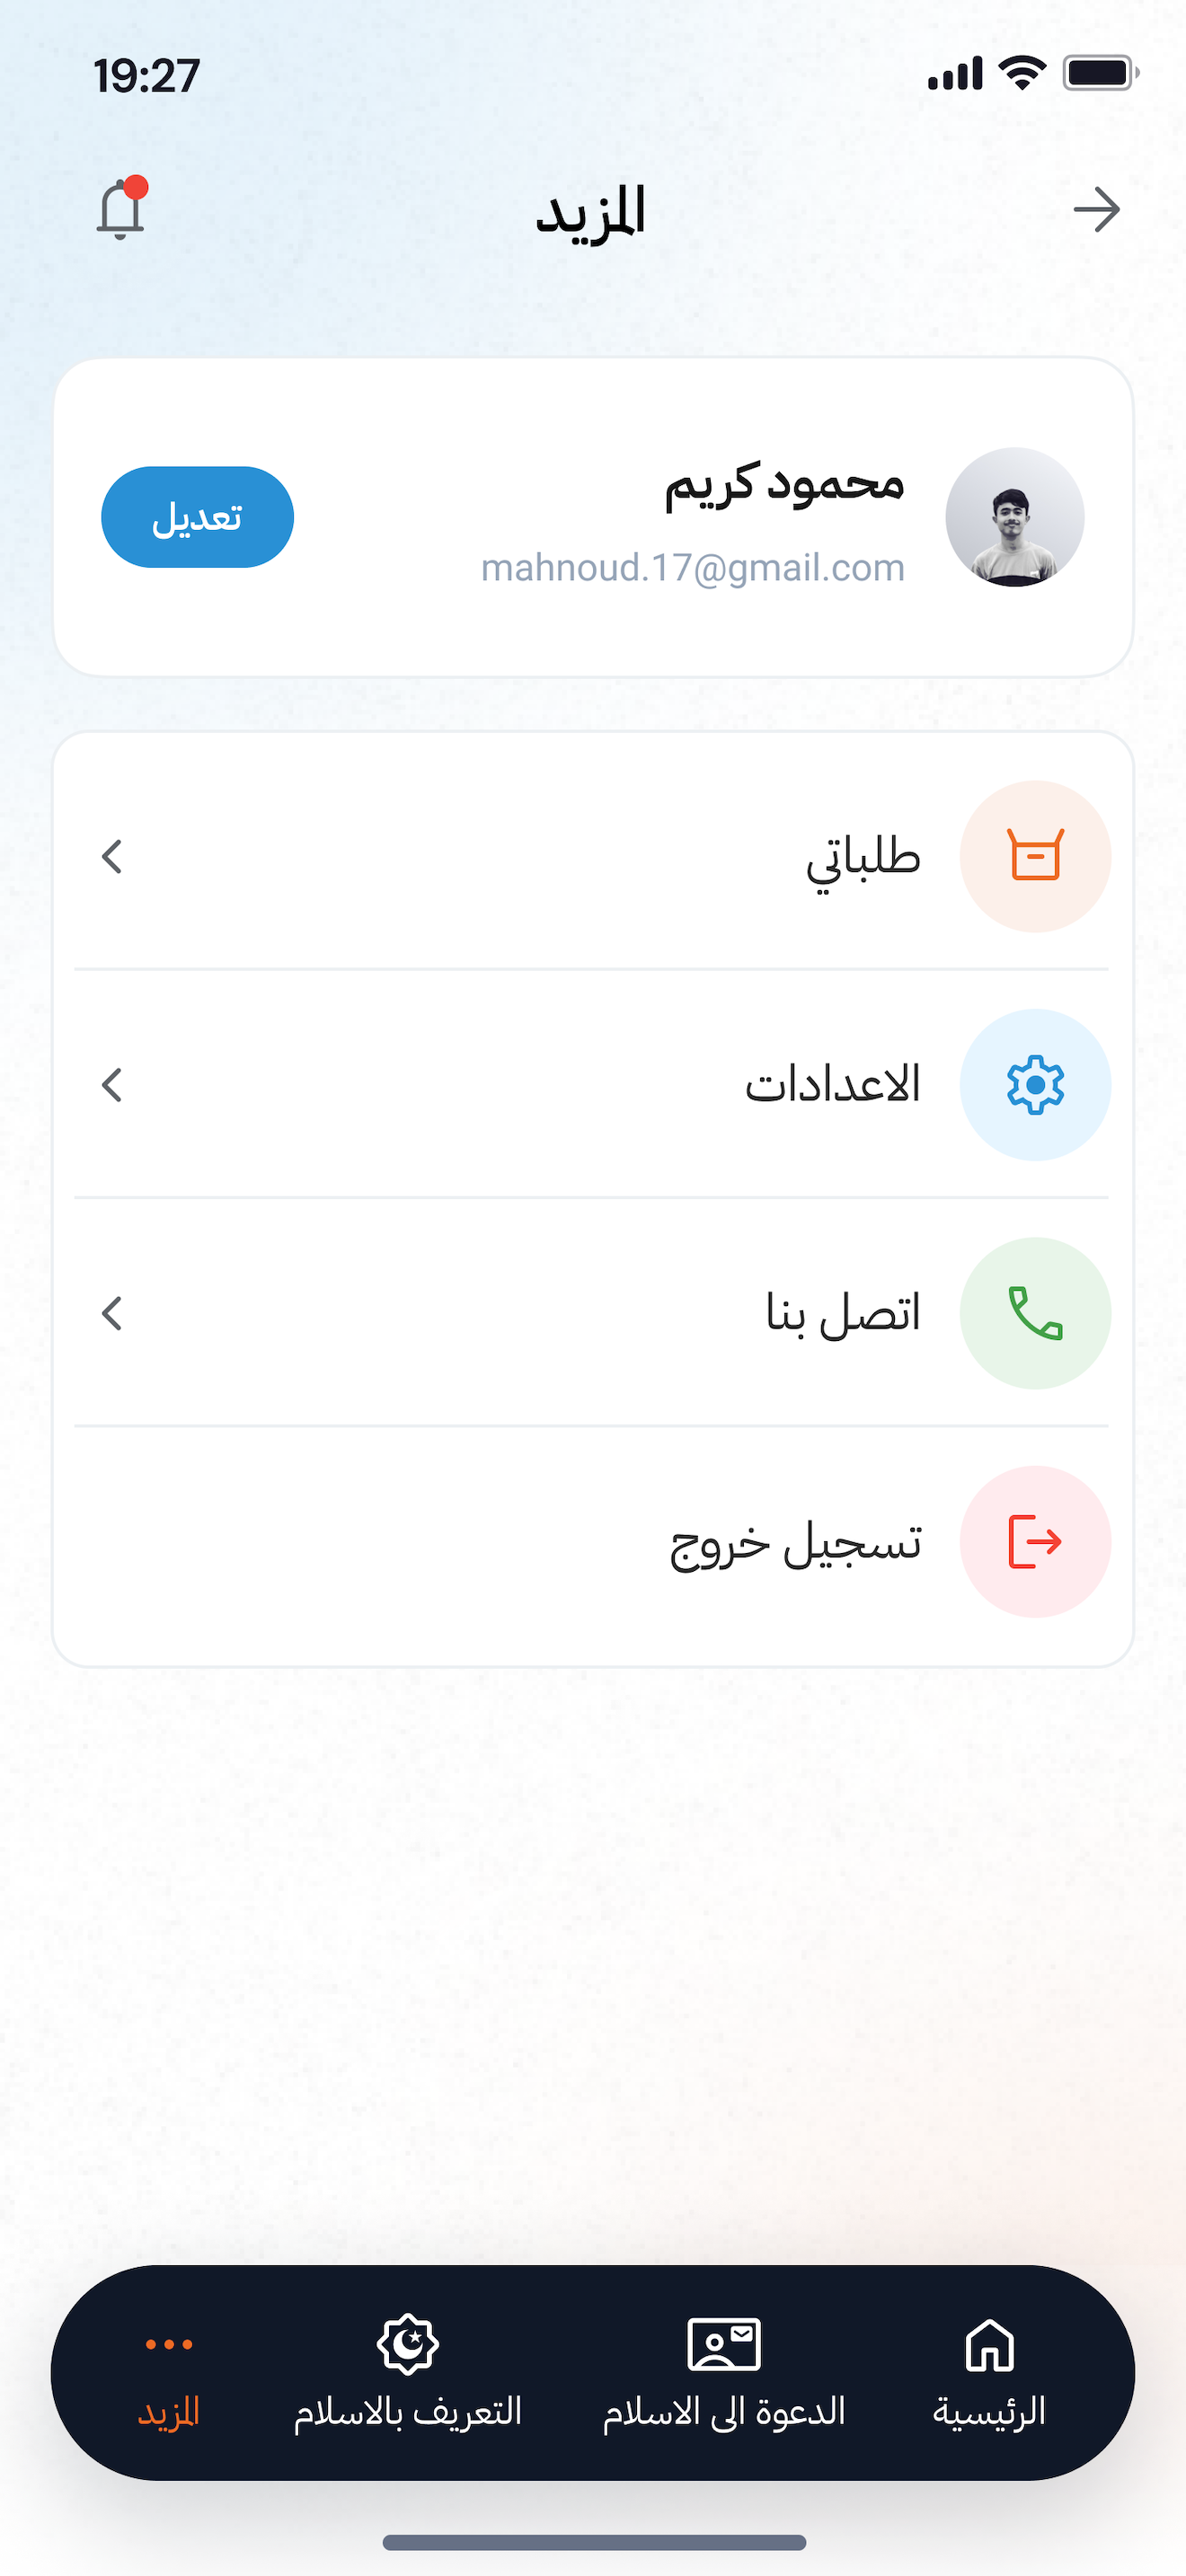 19:27
المزيد
محمود كريم
mahnoud.17@gmail.com
تعديل
طلباتي
الاعدادات
اتصل بنا
تسجيل خروج
الرئيسية
الدعوة الى الاسلام
التعريف بالاسلام
المزيد